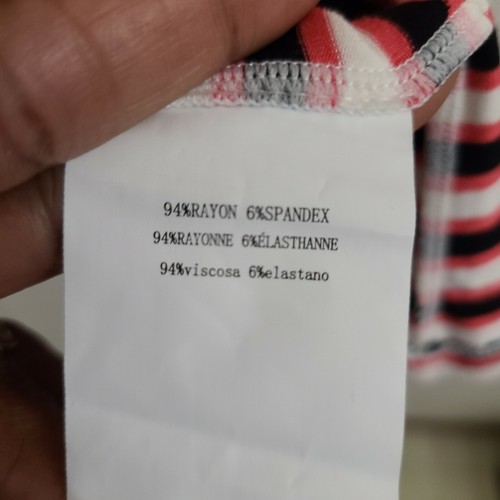 94%RAYON 6%SPANDEX
94%RAYONNE 6%ÉLASTHANNE
94%viscosa 6%elastano